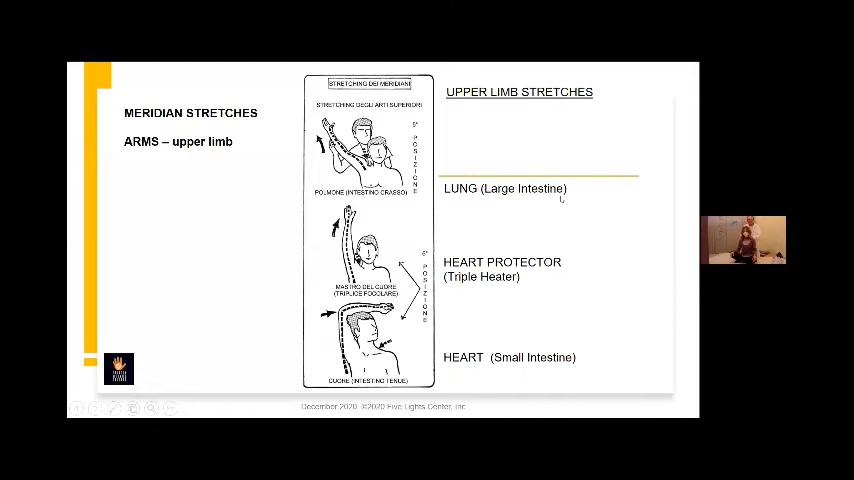 MERIDIAN STRETCHES
ARMS – upper limb
STRETCHING DEI MERIDIANI
STRETCHING DEGLI ARTI SUPERIORI
5° POSIZIONE
POLMONE (INTESTINO CRASSO)
6° POSIZIONE
MASTRO DEL CUORE
(TRIPLICE FOCOLARE)
CUORE (INTESTINO TENUE)
UPPER LIMB STRETCHES
LUNG (Large Intestine)
HEART PROTECTOR
(Triple Heater)
HEART (Small Intestine)
December 2020 ©2020 Five Lights Center, Inc